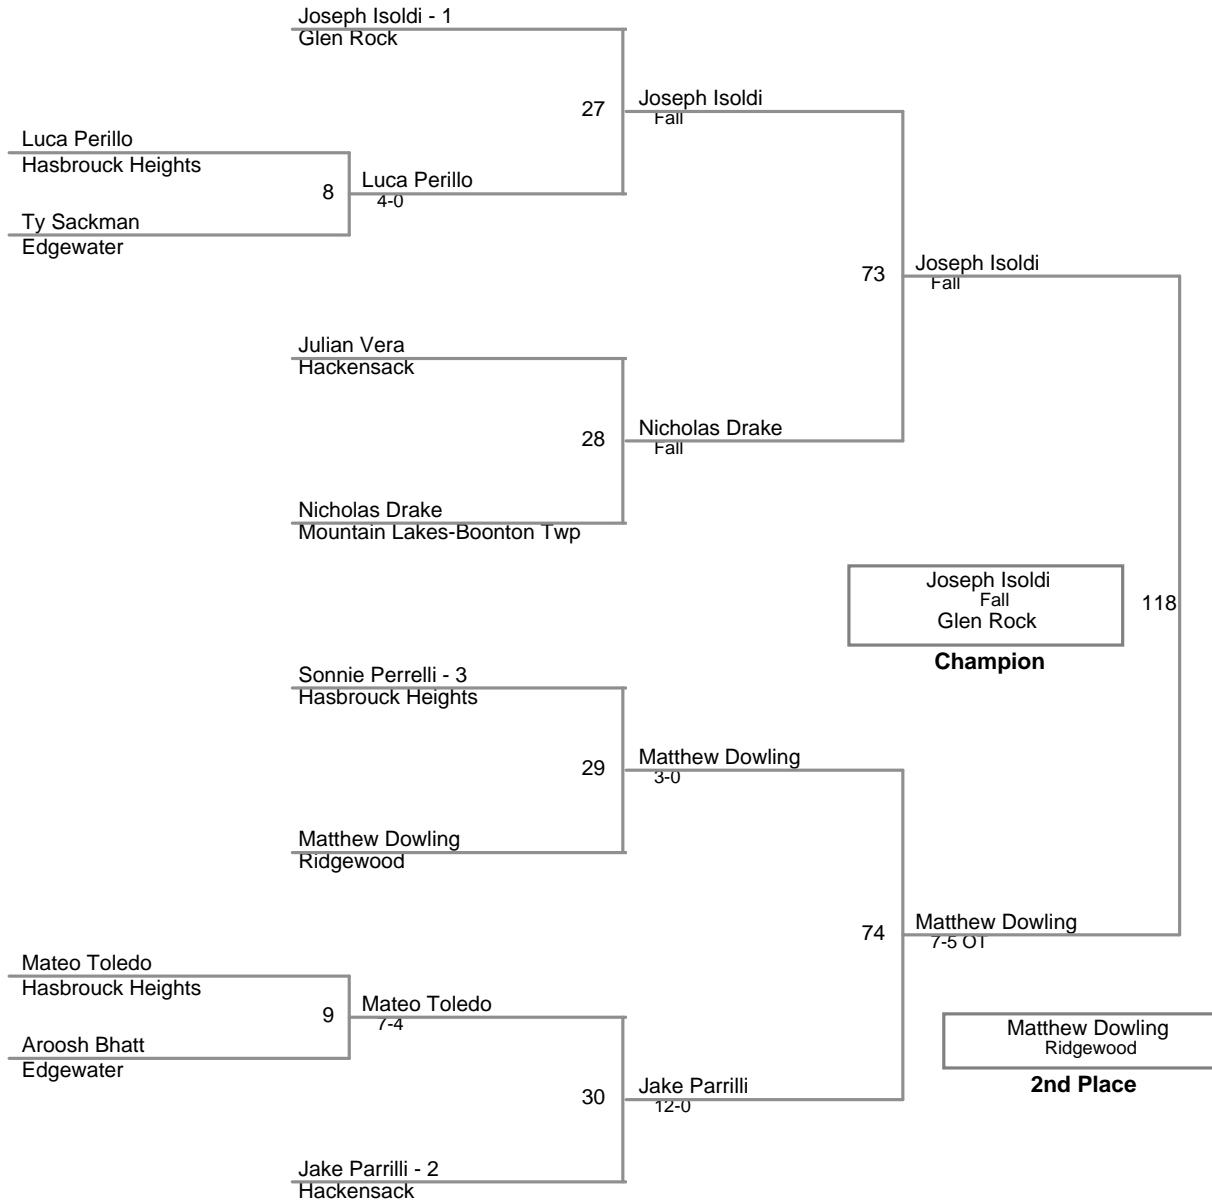 Joseph Isoldi - 1
Glen Rock
27
Joseph Isoldi
Fall
Luca Perillo
Hasbrouck Heights
8
Luca Perillo
4-0
Ty Sackman
Edgewater
73
Joseph Isoldi
Fall
Julian Vera
Hackensack
28
Nicholas Drake
Fall
Nicholas Drake
Mountain Lakes-Boonton Twp
Joseph Isoldi
Fall
Glen Rock
118
Champion
Sonnie Perrelli - 3
Hasbrouck Heights
29
Matthew Dowling
3-0
Matthew Dowling
Ridgewood
74
Matthew Dowling
7-5 OT
Mateo Toledo
Hasbrouck Heights
9
Mateo Toledo
7-4
Aroosh Bhatt
Edgewater
Matthew Dowling
Ridgewood
2nd Place
30
Jake Parrilli
12-0
Jake Parrilli - 2
Hackensack